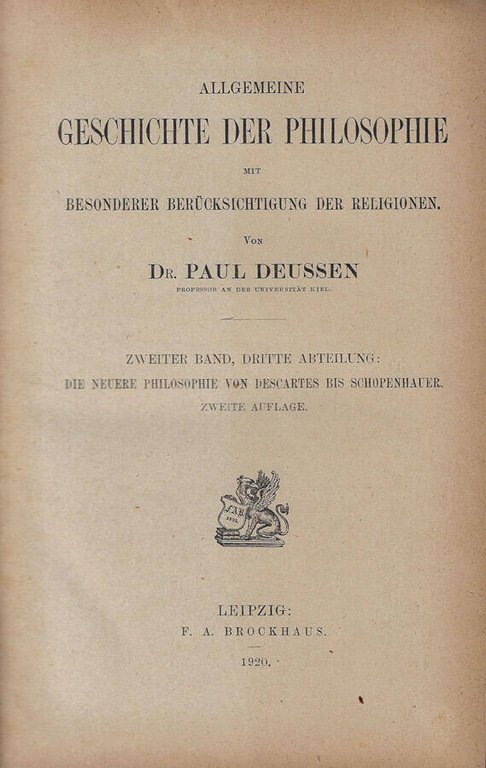 ALLGEMEINE
GESCHICHTE DER PHILOSOPHIE
MIT
BESONDERER BERÜCKSICHTIGUNG DER RELIGIONEN.
VON
DR. PAUL DEUSSEN
PROFESSOR AN DER UNIVERSITÄT KIEL.
ZWEITER BAND, DRITTE ABTEILUNG:
DIE NEUERE PHILOSOPHIE VON DESCARTES BIS SCHOPENHAUER.
ZWEITE AUFLAGE.
F.A.B.
LEIPZIG:
F. A. BROCKHAUS.
1920.